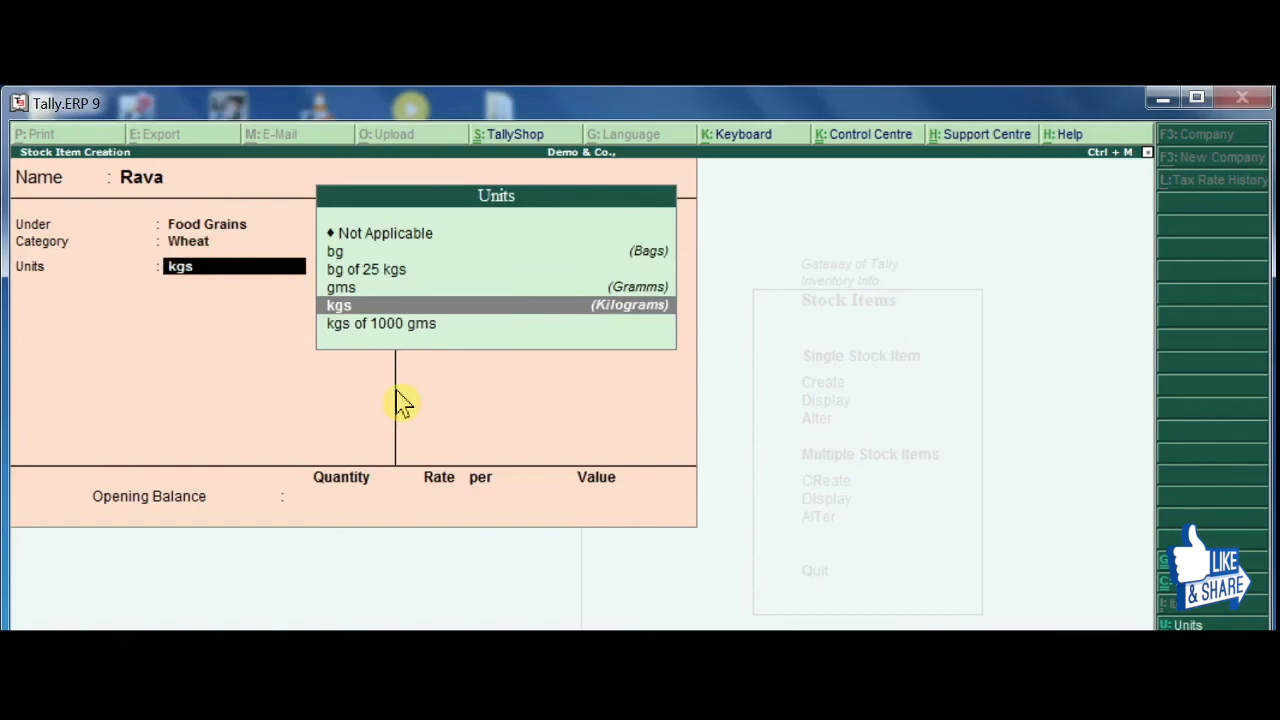 Tally.ERP 9
P: Print E: Export M: E-Mail O: Upload S: TallyShop G: Language K: Keyboard K: Control Centre H: Support Centre H: Help F3: Company
Stock Item Creation Demo & Co., Ctrl + M
F3: New Company
L: Tax Rate History
Name : Rava
Under : Food Grains
Category : Wheat
Units : kgs
Units
♦ Not Applicable
bg (Bags)
bg of 25 kgs
gms (Gramms)
kgs (Kilograms)
kgs of 1000 gms
Quantity Rate per Value
Opening Balance :
Gateway of Tally
Inventory Info.
Stock Items
Single Stock Item
Create
Display
Alter
Multiple Stock Items
CReate
DIsplay
AlTer
Quit
LIKE
& SHARE
U: Units